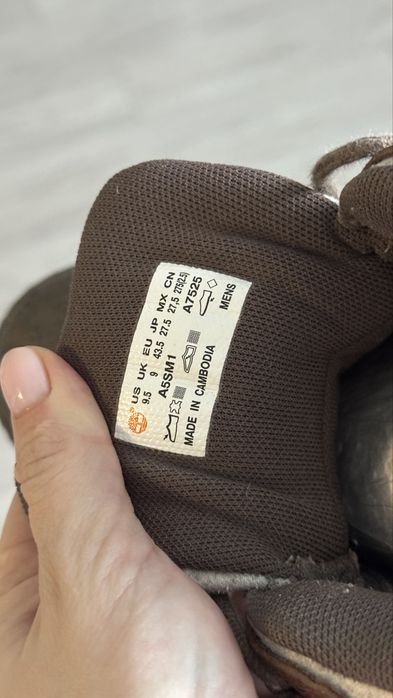 US UK EU JP MX CN
9.5 9 43.5 27.5 27,5 275(2.5)
A5SM1 A7525
MADE IN CAMBODIA MENS